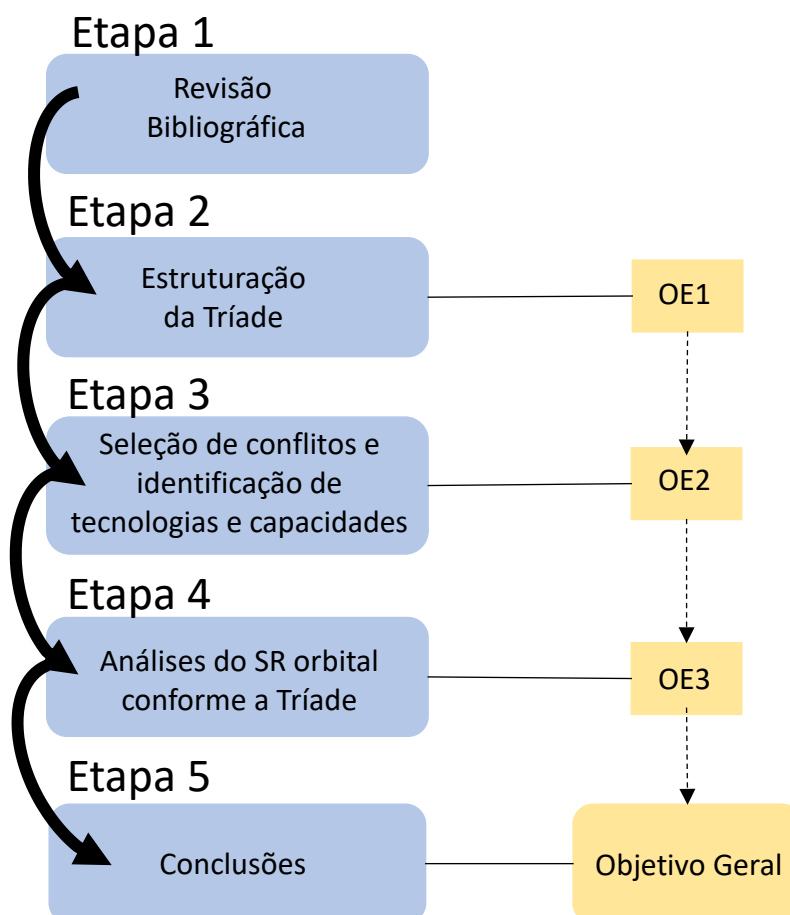 Etapa 1
Revisão
Bibliográfica
Etapa 2
Estruturação
da Tríade
OE1
Etapa 3
Seleção de conflitos e
identificação de
tecnologias e capacidades
OE2
Etapa 4
Análises do SR orbital
conforme a Tríade
OE3
Etapa 5
Conclusões
Objetivo Geral